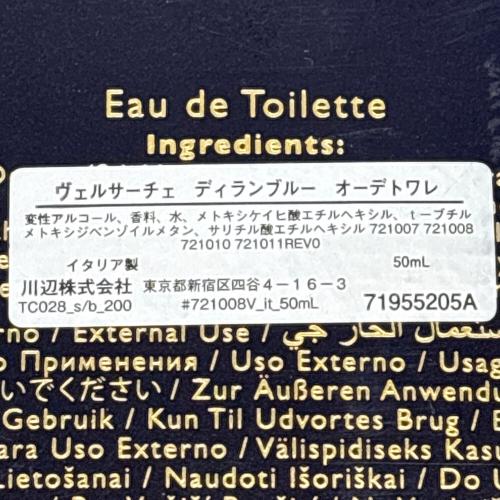 Eau de Toilette
Ingredients:
ヴェルサーチェ ディランブルー オーデトワレ
変性アルコール、香料、水、メトキシケイヒ酸エチルヘキシル、t-ブチル
メトキシジベンゾイルメタン、サリチル酸エチルヘキシル 721007 721008
721010 721011REV0
イタリア製 50mL
川辺株式会社 東京都新宿区四谷4-16-3
TC028_s/b_200 #721008V_it_50mL 71955205A
/ External Use /
Применения / Uso Externo /
いでください / Zur Äußeren
Gebruik / Kun Til Udvortes Brug /
Uso Externo / Välispidiseks
Naudoti Išoriškai / Do